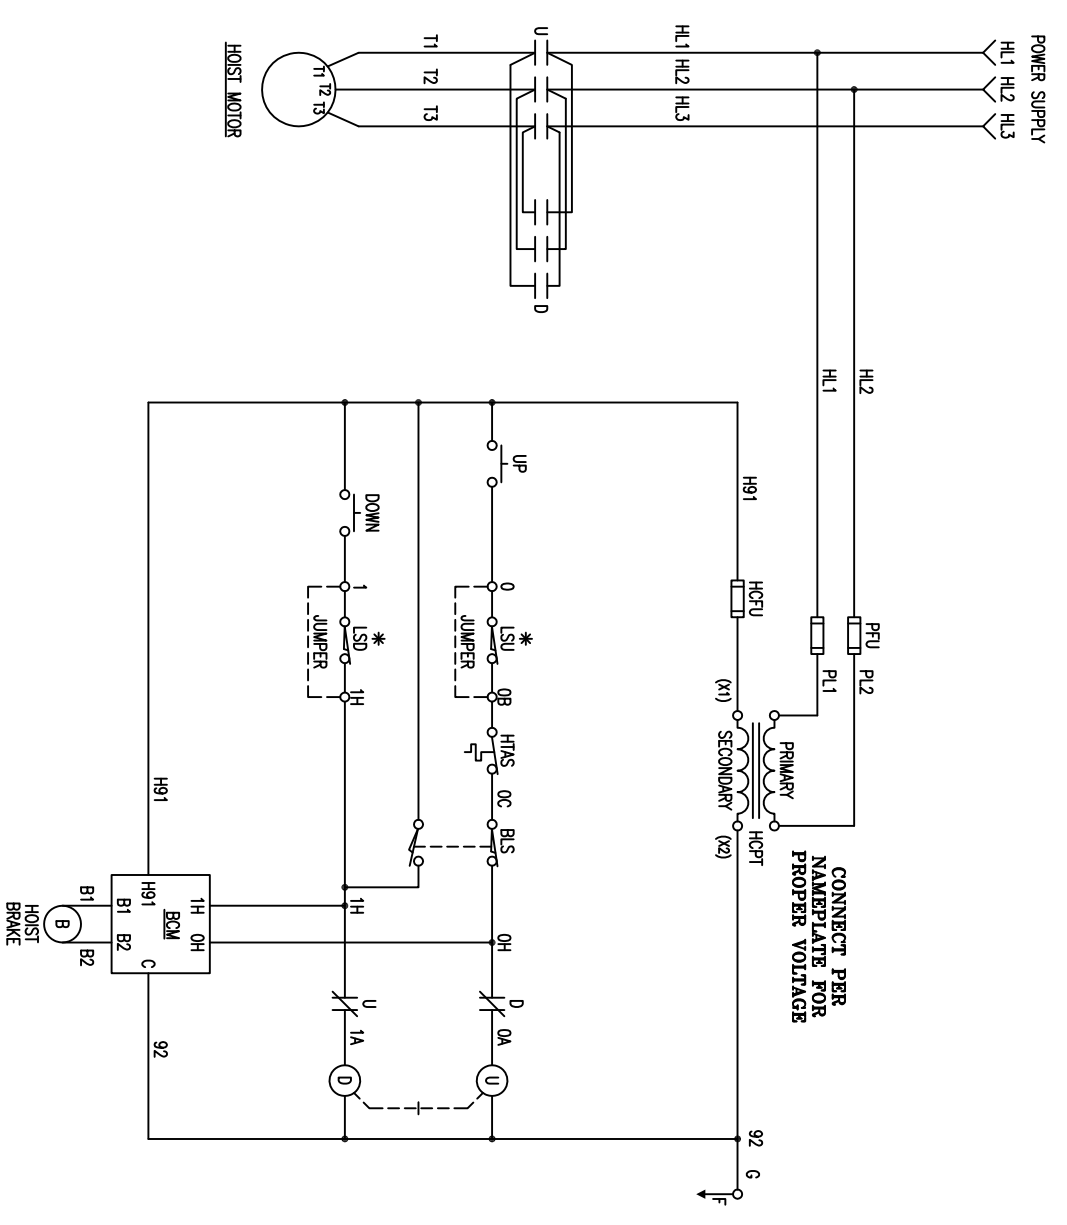 POWER SUPPLY
HL1
HL2
HL3
HL1
HL2
HL3
U
D
T1
T2
T3
T1
T2
T3
HOIST MOTOR
HL2
HL1
PFU
PL2
PL1
PRIMARY
SECONDARY
HCPT
(X1)
(X2)
CONNECT PER
NAMEPLATE FOR
PROPER VOLTAGE
H91
HCFU
92
G
F
UP
0
LSU
*
JUMPER
0B
HTAS
0C
BLS
0H
D
0A
U
DOWN
1
LSD
*
JUMPER
1H
1H
U
1A
D
H91
1H
0H
BCM
H91
B1
B2
C
92
B1
B2
B
HOIST
BRAKE